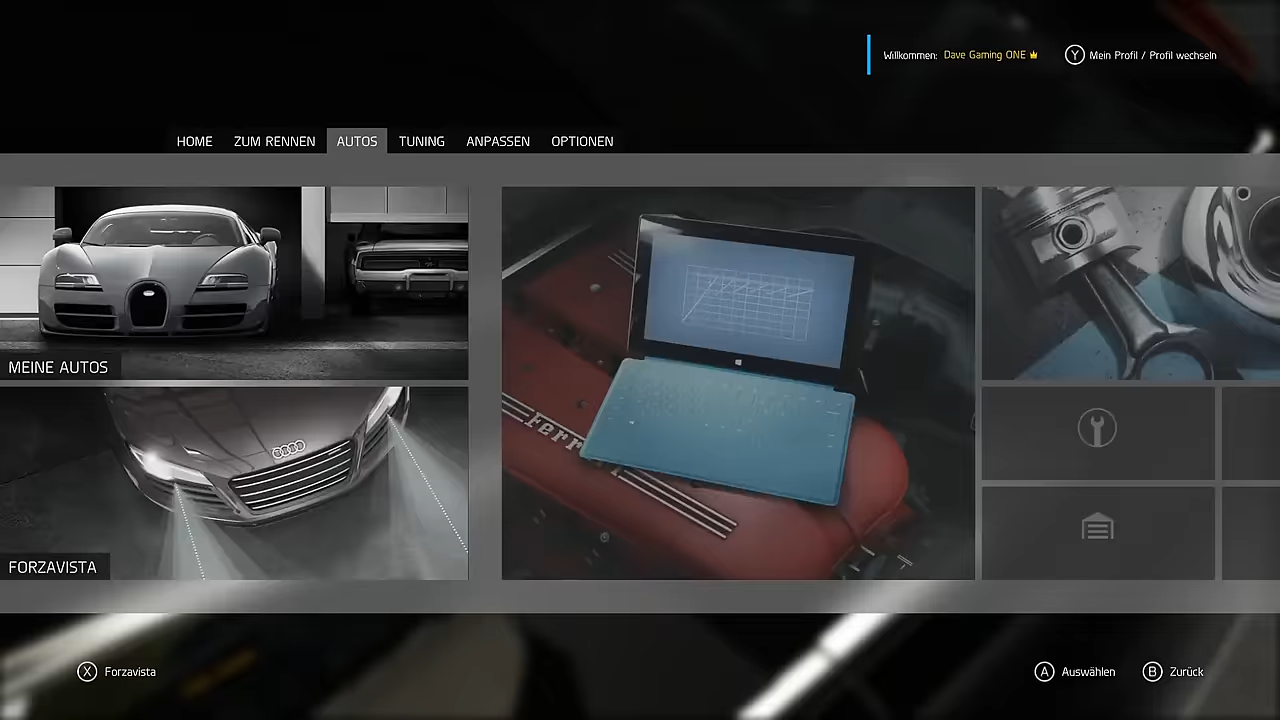 Willkommen: Dave Gaming ONE
Y Mein Profil / Profil wechseln
HOME ZUM RENNEN AUTOS TUNING ANPASSEN OPTIONEN
MEINE AUTOS
FORZAVISTA
X Forzavista
A Auswählen B Zurück